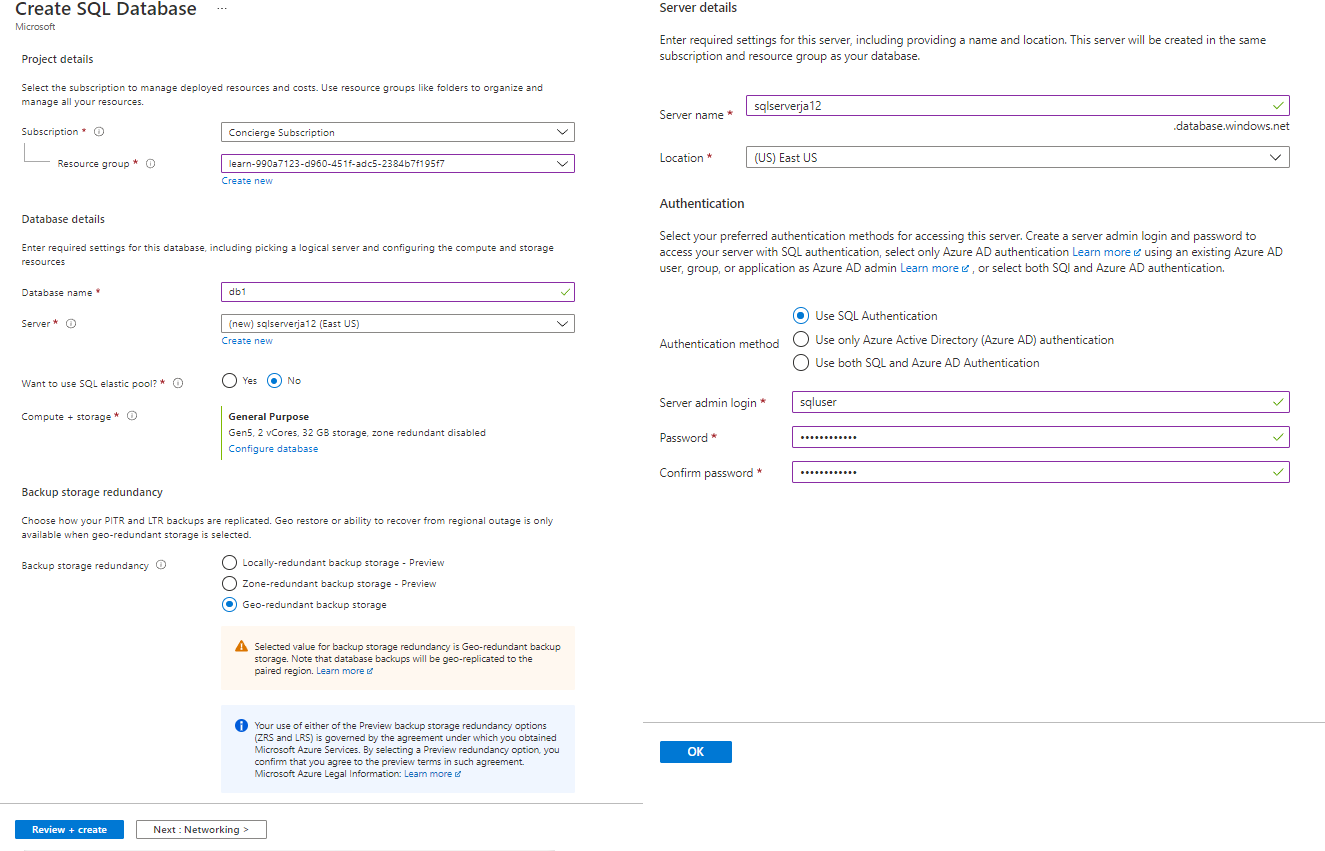 Create SQL Database ...
Microsoft
Project details
Select the subscription to manage deployed resources and costs. Use resource groups like folders to organize and
manage all your resources.
Subscription *
Concierge Subscription
Resource group *
learn-990a7123-d960-451f-adc5-2384b7f195f7
Create new
Database details
Enter required settings for this database, including picking a logical server and configuring the compute and storage
resources
Database name *
db1
Server *
(new) sqlserverja12 (East US)
Create new
Want to use SQL elastic pool? *
Yes No
Compute + storage *
General Purpose
Gen5, 2 vCores, 32 GB storage, zone redundant disabled
Configure database
Backup storage redundancy
Choose how your PITR and LTR backups are replicated. Geo restore or ability to recover from regional outage is only
available when geo-redundant storage is selected.
Backup storage redundancy
Locally-redundant backup storage - Preview
Zone-redundant backup storage - Preview
Geo-redundant backup storage
Selected value for backup storage redundancy is Geo-redundant backup
storage. Note that database backups will be geo-replicated to the
paired region. Learn more
Your use of either of the Preview backup storage redundancy options
(ZRS and LRS) is governed by the agreement under which you obtained
Microsoft Azure Services. By selecting a Preview redundancy option, you
confirm that you agree to the preview terms in such agreement.
Microsoft Azure Legal Information: Learn more
Review + create
Next : Networking >
Server details
Enter required settings for this server, including providing a name and location. This server will be created in the same
subscription and resource group as your database.
Server name *
sqlserverja12
.database.windows.net
Location *
(US) East US
Authentication
Select your preferred authentication methods for accessing this server. Create a server admin login and password to
access your server with SQL authentication, select only Azure AD authentication Learn more using an existing Azure AD
user, group, or application as Azure AD admin Learn more , or select both SQl and Azure AD authentication.
Authentication method
Use SQL Authentication
Use only Azure Active Directory (Azure AD) authentication
Use both SQL and Azure AD Authentication
Server admin login *
sqluser
Password *
••••••••••••
Confirm password *
••••••••••••
OK